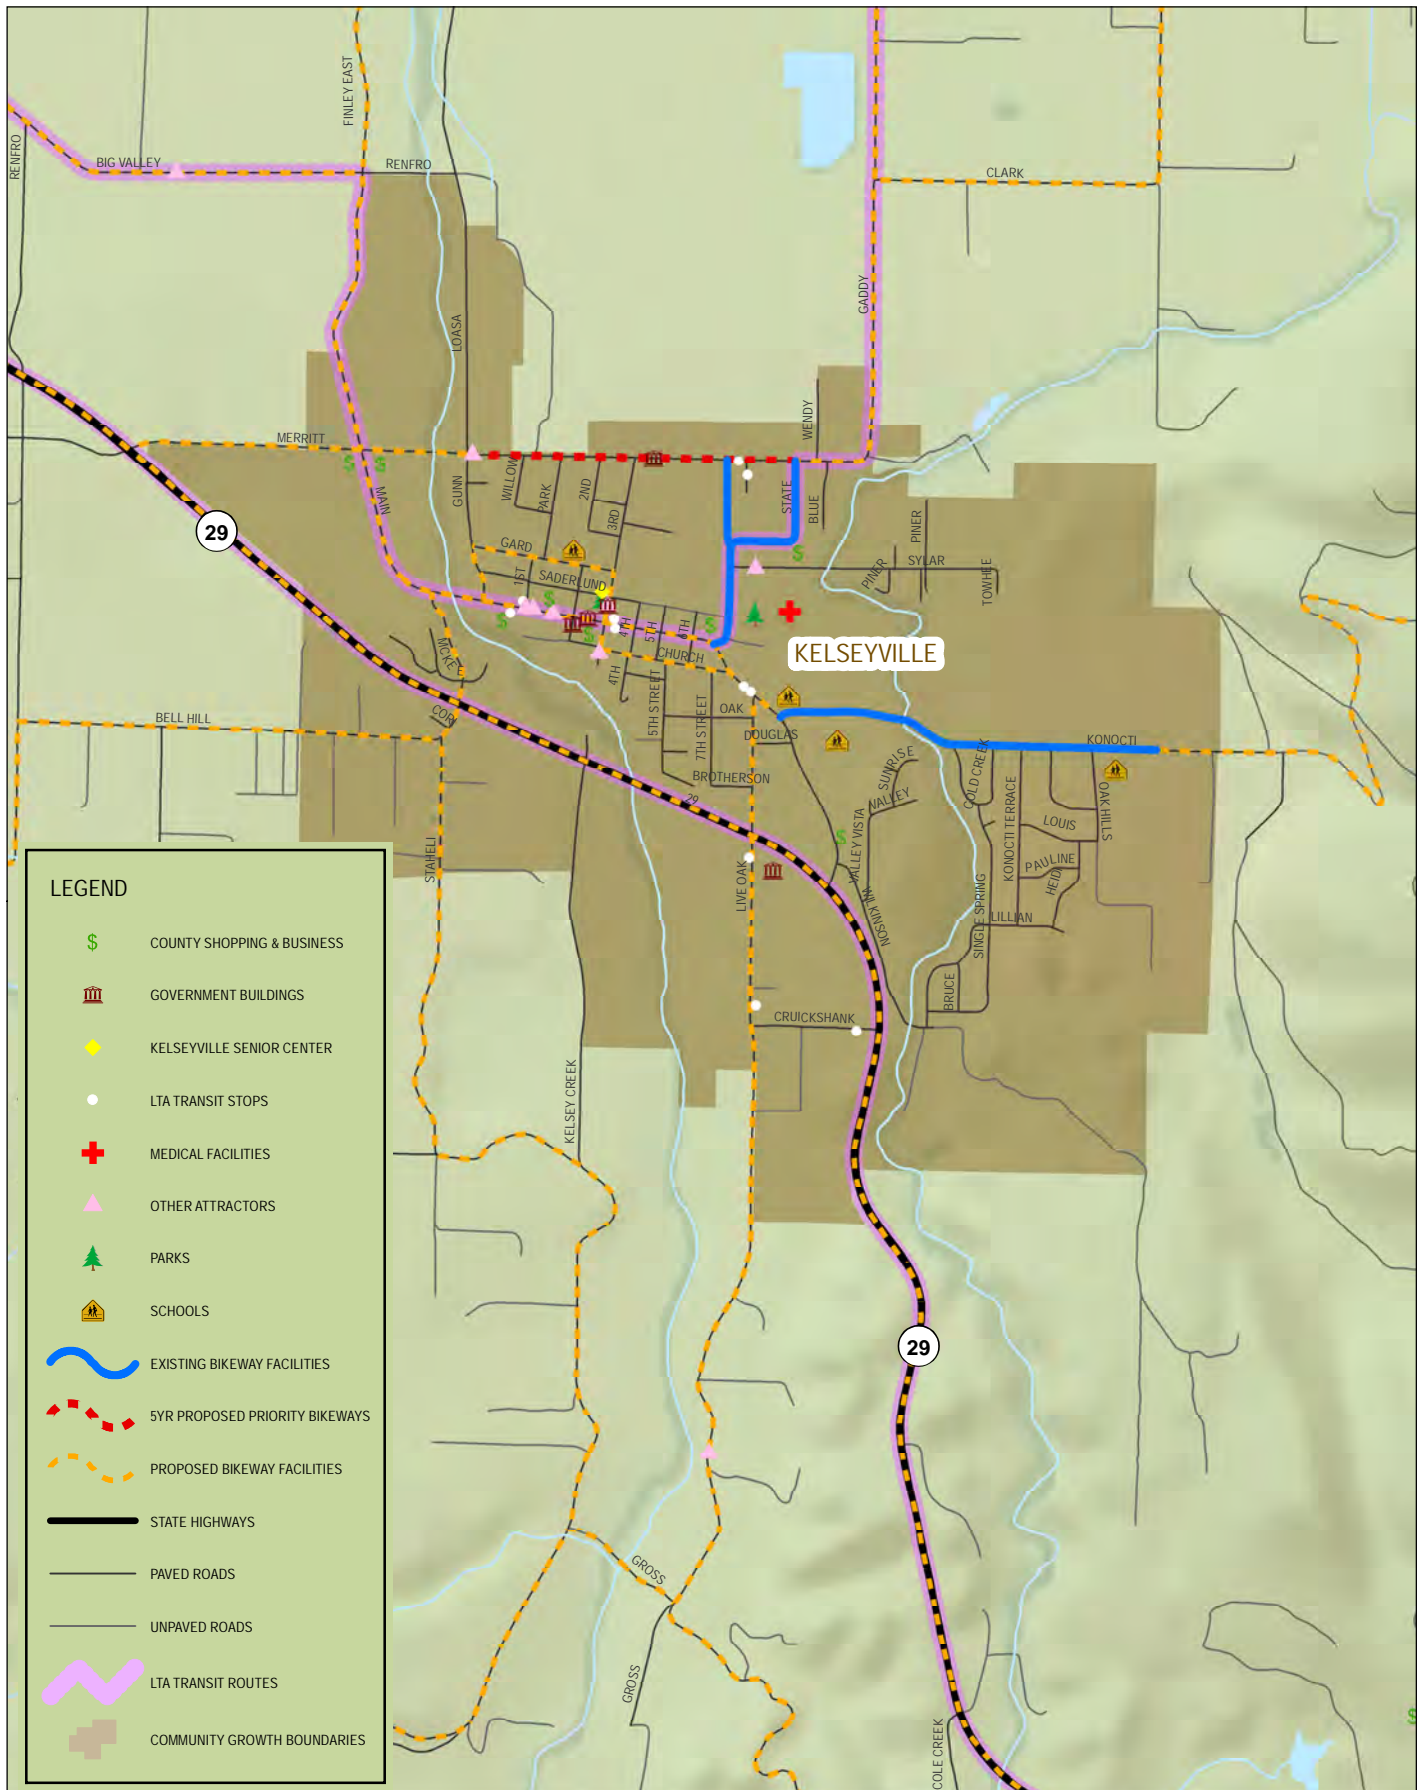 FINLEY EAST
RENFRO
BIG VALLEY
RENFRO
CLARK
GADDY
LOASA
WENDY
MERRITT
MAIN
GUNN
WILLOW
PARK
2ND
3RD
STATE
BLUE
29
GARD
1ST
SADERLUND
PINER
SYLAR
PINER
TOWHEE
4TH
5TH
6TH
CHURCH
KELSEYVILLE
MCKEE
4TH
5TH STREET
7TH STREET
OAK
DOUGLAS
BROTHERSON
BELL HILL
COR
29
KONOCTI
SUNRISE
VALLEY
COLD CREEK
KONOCTI TERRACE
OAK HILLS
LOUIS
PAULINE
HEID
LILLIAN
VALLEY VISTA
WILKINSON
SINGLE SPRING
BRUCE
STAHELI
LIVE OAK
CRUICKSHANK
KELSEY CREEK
29
GROSS
GROSS
COLE CREEK
$
LEGEND
$ COUNTY SHOPPING & BUSINESS
GOVERNMENT BUILDINGS
KELSEYVILLE SENIOR CENTER
LTA TRANSIT STOPS
MEDICAL FACILITIES
OTHER ATTRACTORS
PARKS
SCHOOLS
EXISTING BIKEWAY FACILITIES
5YR PROPOSED PRIORITY BIKEWAYS
PROPOSED BIKEWAY FACILITIES
STATE HIGHWAYS
PAVED ROADS
UNPAVED ROADS
LTA TRANSIT ROUTES
COMMUNITY GROWTH BOUNDARIES